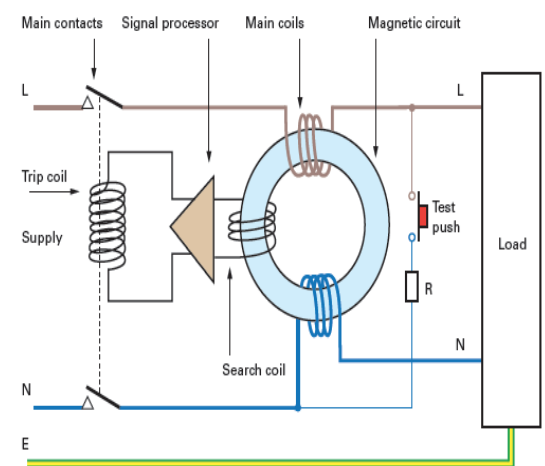 Main contacts
Signal processor
Main coils
Magnetic circuit
L
L
Trip coil
Test
push
Supply
Load
R
N
Search coil
N
E